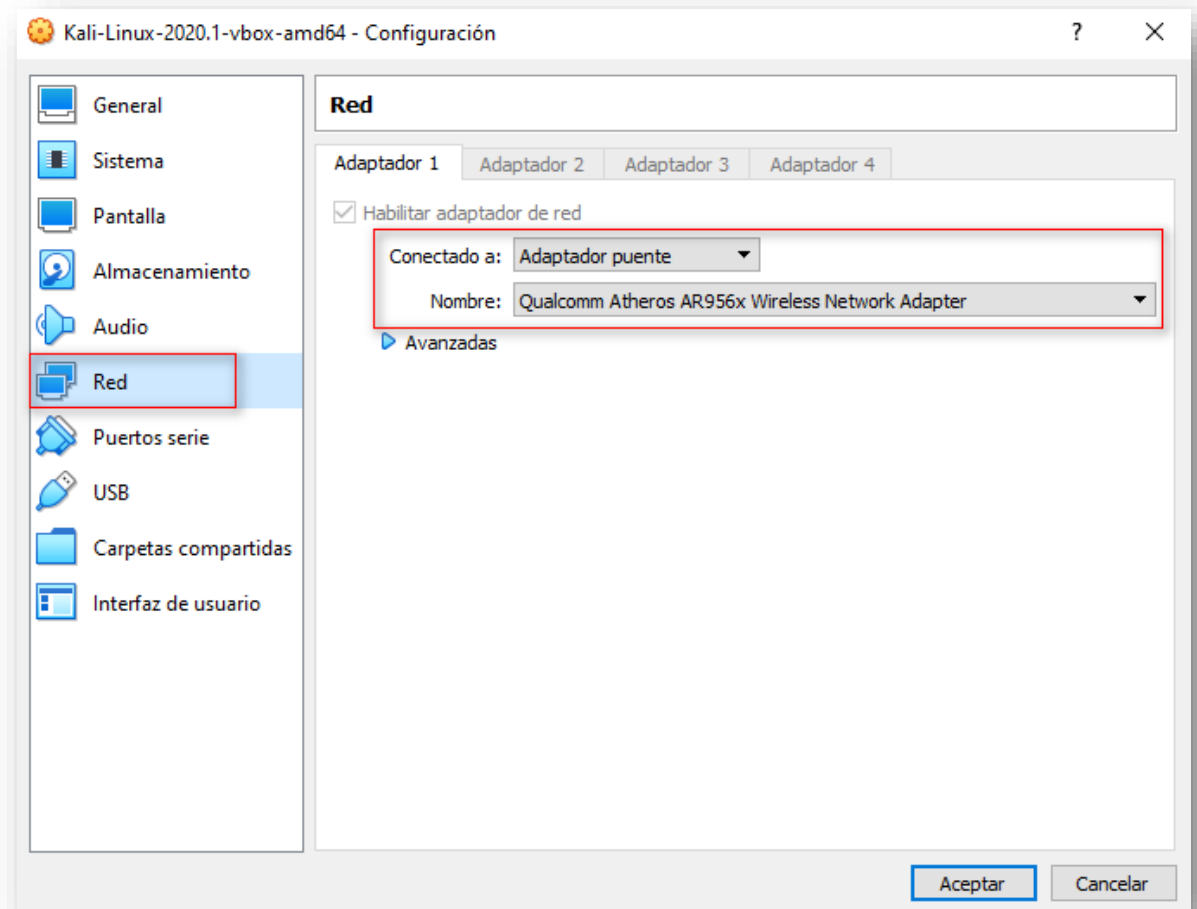 Kali-Linux-2020.1-vbox-amd64 - Configuración ?
General
Sistema
Pantalla
Almacenamiento
Audio
Red
Puertos serie
USB
Carpetas compartidas
Interfaz de usuario
Red
Adaptador 1 Adaptador 2 Adaptador 3 Adaptador 4
Habilitar adaptador de red
Conectado a: Adaptador puente
Nombre: Qualcomm Atheros AR956x Wireless Network Adapter
Avanzadas
Aceptar Cancelar